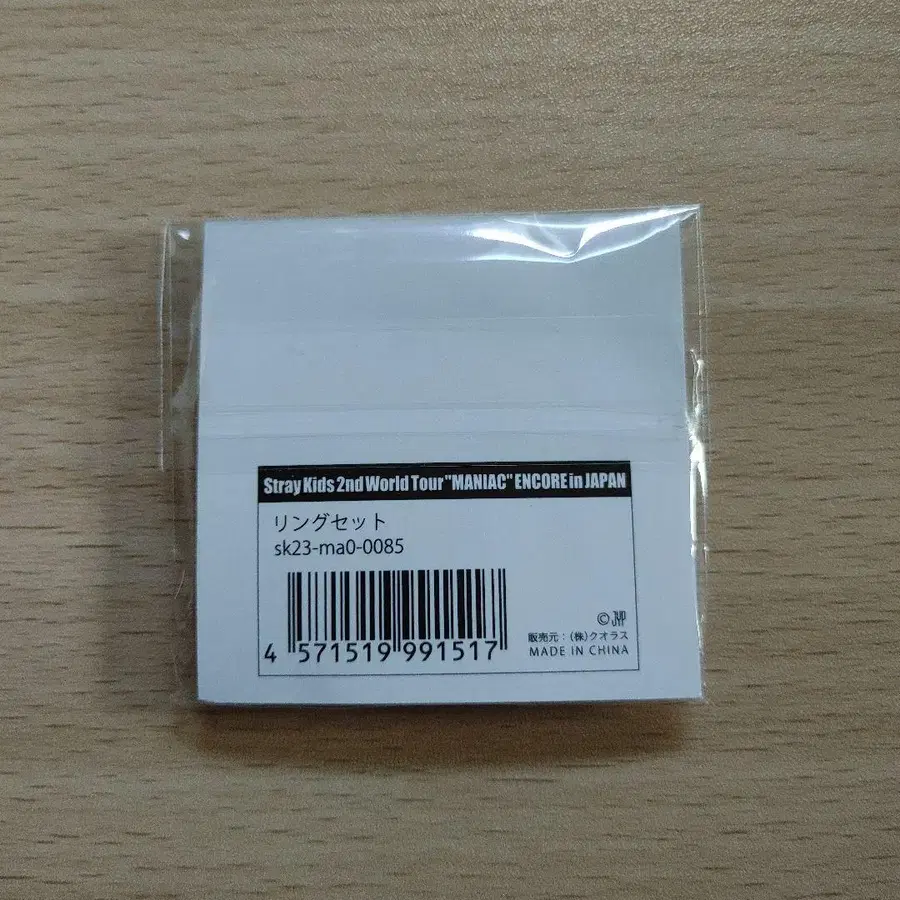 Stray Kids 2nd World Tour "MANIAC" ENCORE in JAPAN
リングセット
sk23-ma0-0085
4 571519 991517
© JYP
販売元：(株)クオラス
MADE IN CHINA